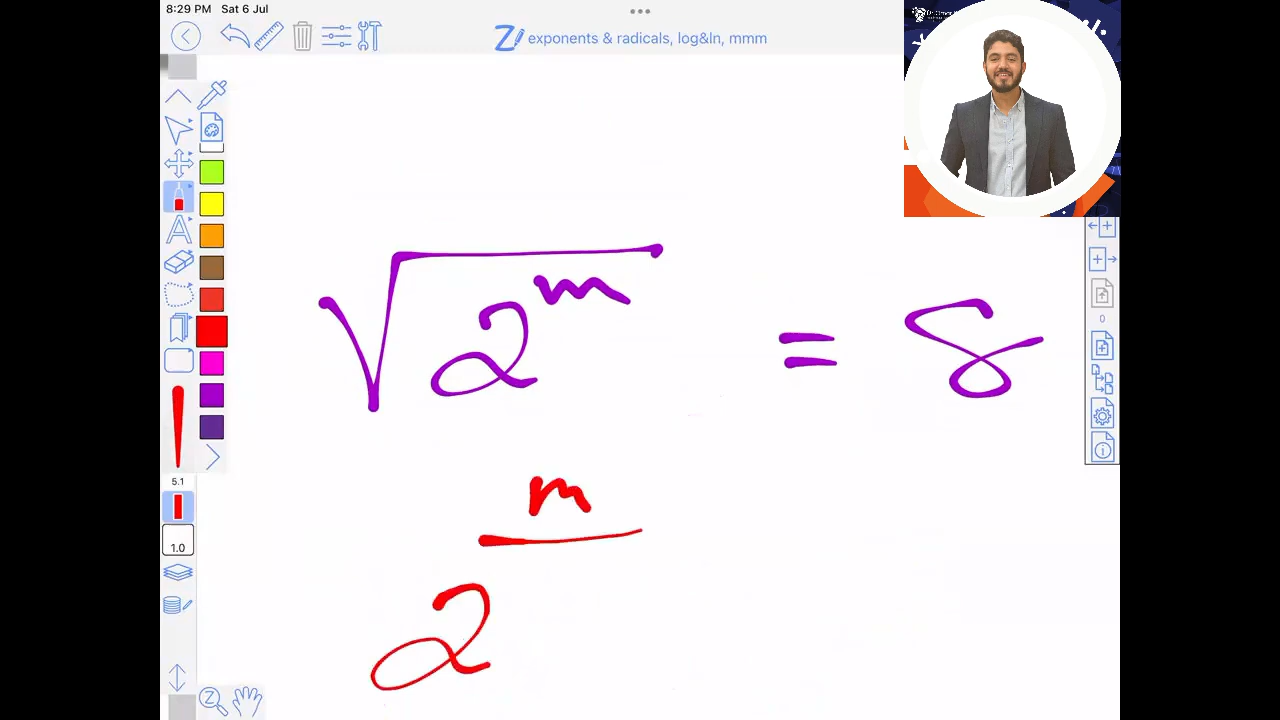 8:29 PM Sat 6 Jul
exponents & radicals, log&ln, mmm
√2^m = 8
m
2
5.1
1.0
0